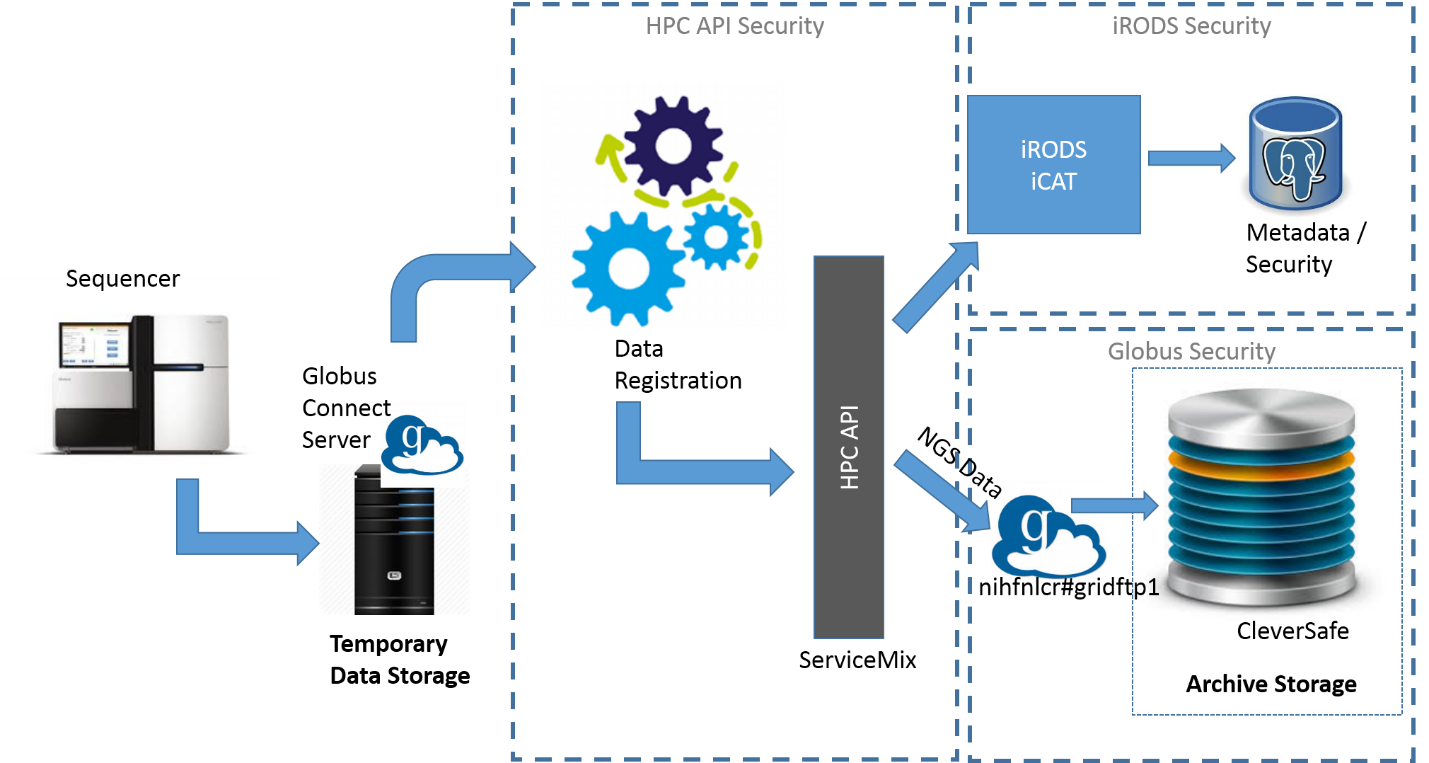 HPC API Security
iRODS Security
iRODS
iCAT
Metadata /
Security
Sequencer
Data
Registration
Globus
Connect
Server
g
Temporary
Data Storage
HPC API
ServiceMix
Globus Security
NGS Data
g
nihfnlcr#gridftp1
CleverSafe
Archive Storage